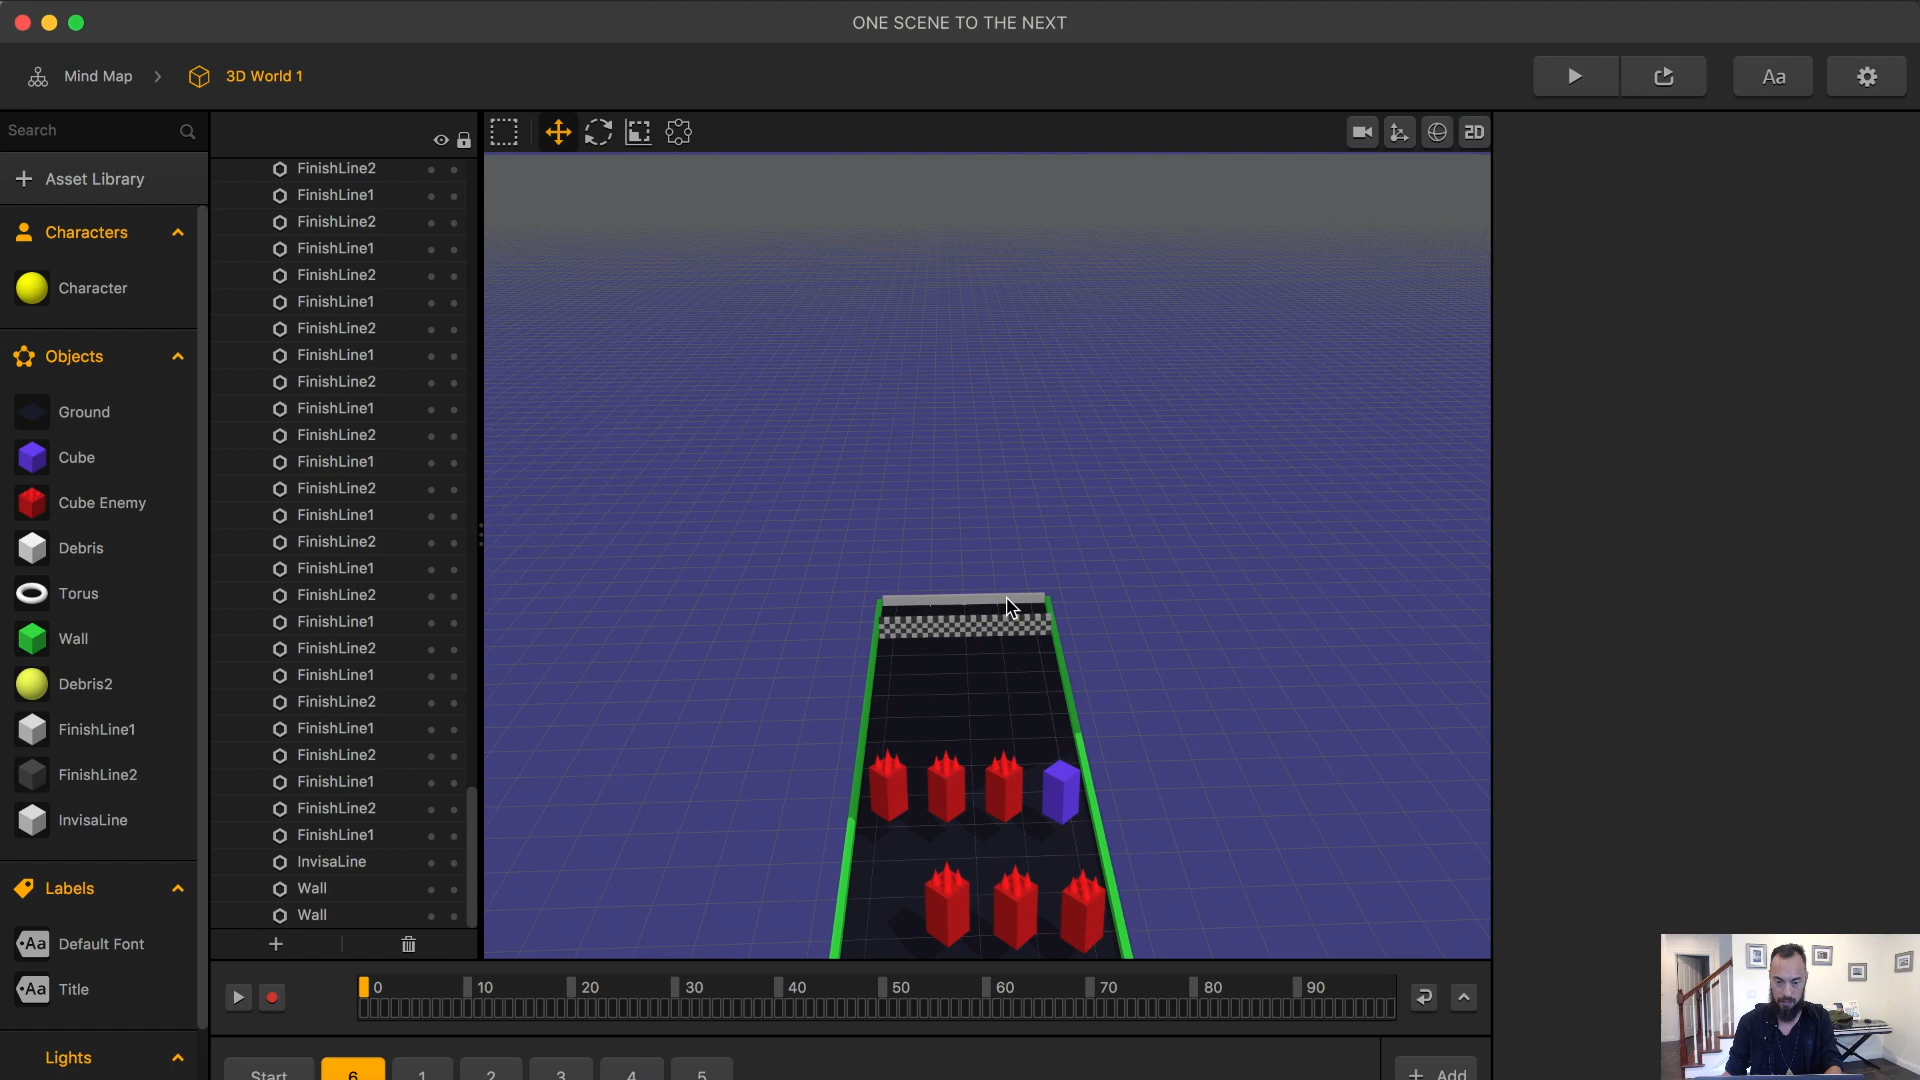 ONE SCENE TO THE NEXT
Mind Map
3D World 1
Aa
Search
Asset Library
Characters
Character
Objects
Ground
Cube
Cube Enemy
Debris
Torus
Wall
Debris2
FinishLine1
FinishLine2
InvisaLine
Labels
Aa Default Font
Aa Title
Lights
FinishLine2
FinishLine1
FinishLine2
FinishLine1
FinishLine2
FinishLine1
FinishLine2
FinishLine1
FinishLine2
FinishLine1
FinishLine2
FinishLine1
FinishLine2
FinishLine1
FinishLine2
FinishLine1
FinishLine2
FinishLine1
FinishLine2
FinishLine1
FinishLine2
FinishLine1
FinishLine2
FinishLine1
FinishLine2
FinishLine1
InvisaLine
Wall
Wall
2D
0 10 20 30 40 50 60 70 80 90
Start 6 1 2 3 4 5 + Add